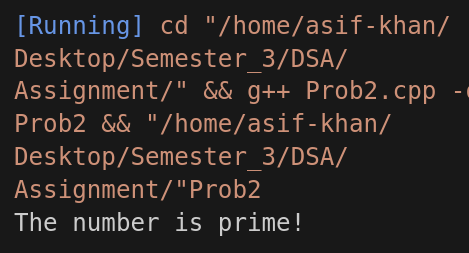 [Running] cd "/home/asif-khan/
Desktop/Semester_3/DSA/
Assignment/" && g++ Prob2.cpp -
Prob2 && "/home/asif-khan/
Desktop/Semester_3/DSA/
Assignment/"Prob2
The number is prime!